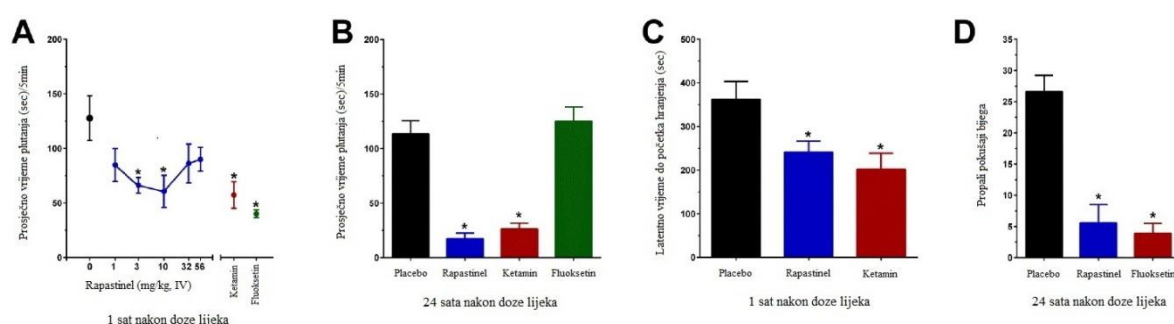 A
Prosječno vrijeme plutanja (sec)/5min
200
150
100
50
0
0 1 3 10 32 56
Rapastinel (mg/kg, IV)
Ketamin
Fluoksetin
* * * *
1 sat nakon doze lijeka
B
Prosječno vrijeme plutanja (sec)/5min
200
150
100
50
0
* *
Placebo Rapastinel Ketamin Fluoksetin
24 sata nakon doze lijeka
C
Latentno vrijeme do početka hranjenja (sec)
500
400
300
200
100
0
* *
Placebo Rapastinel Ketamin
1 sat nakon doze lijeka
D
Propali pokušaji bijega
35
30
25
20
15
10
5
0
* *
Placebo Rapastinel Fluoksetin
24 sata nakon doze lijeka